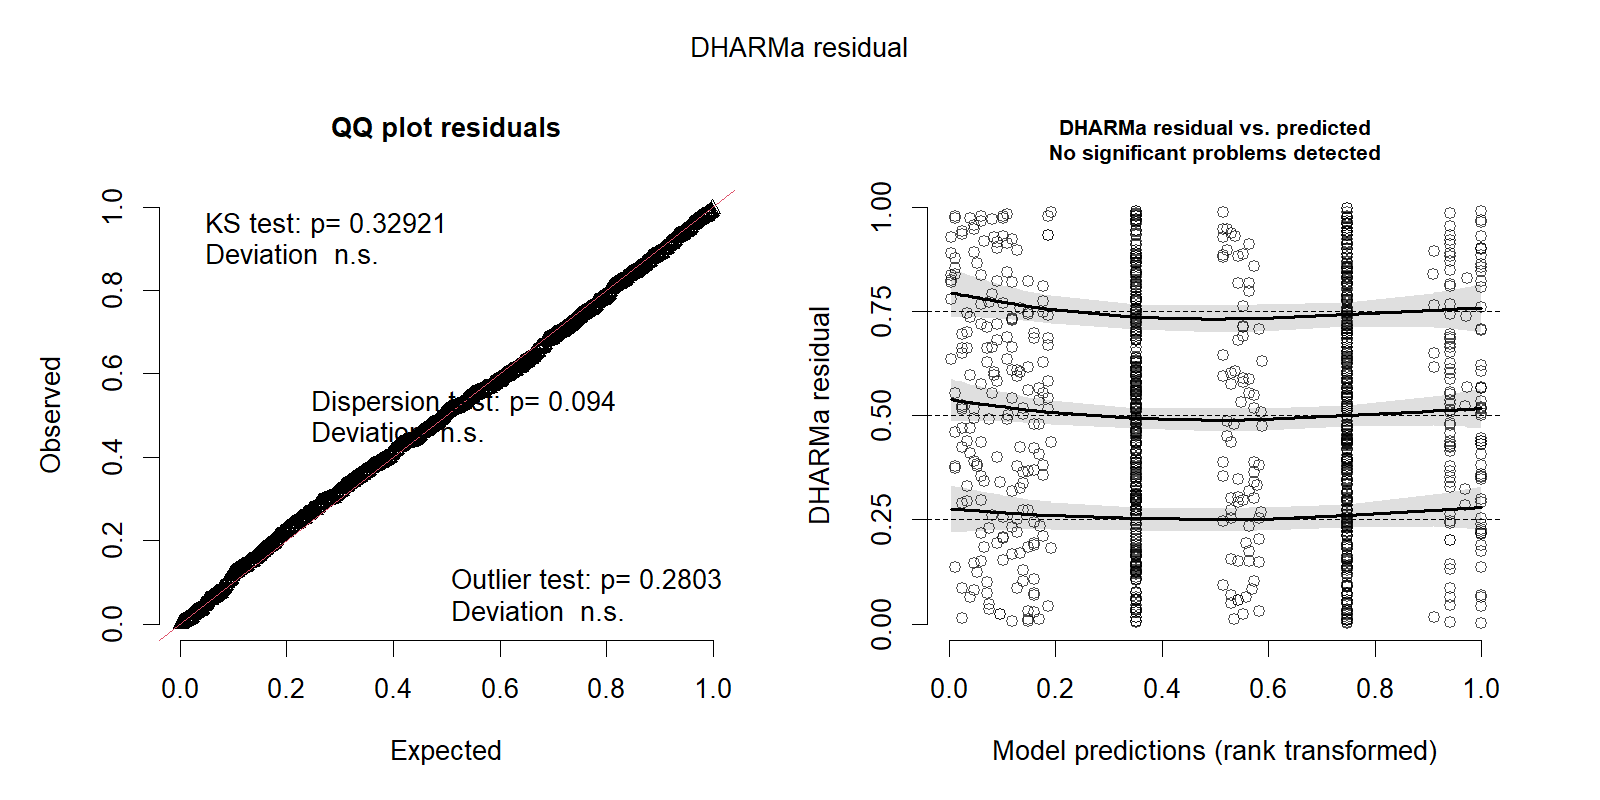 DHARMa residual
QQ plot residuals
KS test: p= 0.32921
Deviation  n.s.
Dispersion test: p= 0.094
Deviation  n.s.
Outlier test: p= 0.2803
Deviation  n.s.
Observed
0.0 0.2 0.4 0.6 0.8 1.0
0.0 0.2 0.4 0.6 0.8 1.0
Expected
DHARMa residual vs. predicted
No significant problems detected
DHARMa residual
0.00 0.25 0.50 0.75 1.00
0.0 0.2 0.4 0.6 0.8 1.0
Model predictions (rank transformed)